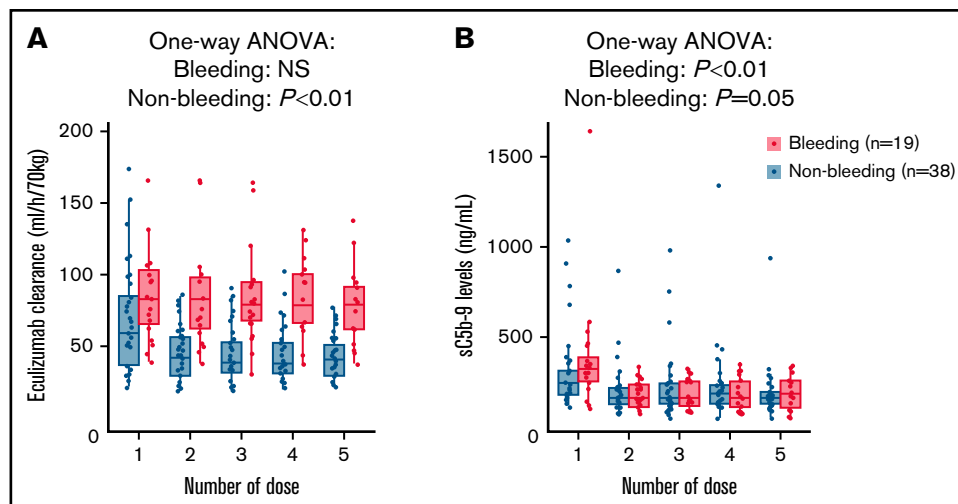 A
One-way ANOVA:
Bleeding: NS
Non-bleeding: P<0.01
200
150
100
50
0
Eculizumab clearance (ml/h/70kg)
1 2 3 4 5
Number of dose
B
One-way ANOVA:
Bleeding: P<0.01
Non-bleeding: P=0.05
1500
1000
500
0
sC5b-9 levels (ng/mL)
Bleeding (n=19)
Non-bleeding (n=38)
1 2 3 4 5
Number of dose